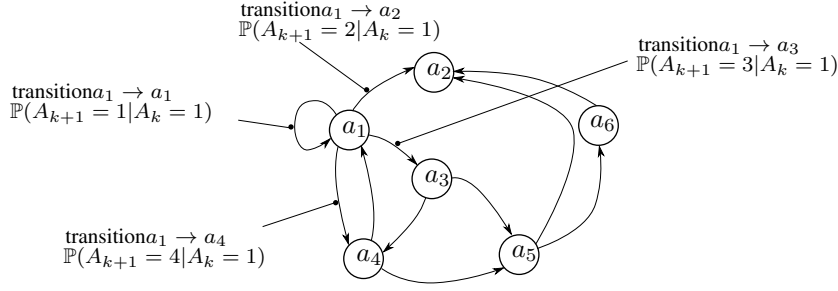 transition$a_1 \to a_2$
$\mathbb{P}(A_{k+1} = 2|A_k = 1)$
transition$a_1 \to a_3$
$\mathbb{P}(A_{k+1} = 3|A_k = 1)$
transition$a_1 \to a_1$
$\mathbb{P}(A_{k+1} = 1|A_k = 1)$
$a_2$
$a_1$
$a_6$
$a_3$
transition$a_1 \to a_4$
$\mathbb{P}(A_{k+1} = 4|A_k = 1)$
$a_4$
$a_5$